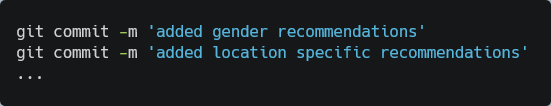 git commit -m 'added gender recommendations'
git commit -m 'added location specific recommendations'
...